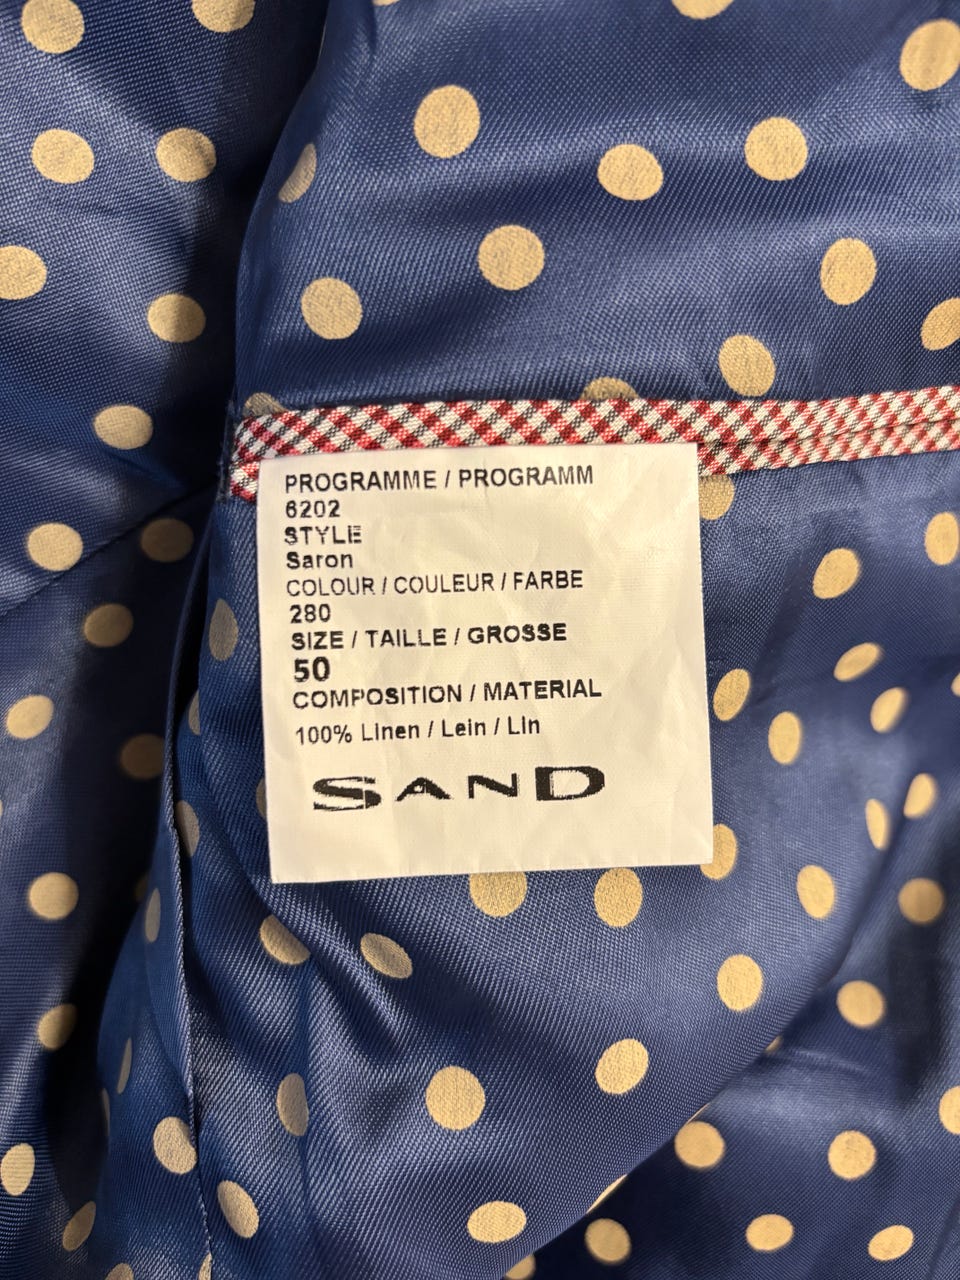 PROGRAMME / PROGRAMM
6202
STYLE
Saron
COLOUR / COULEUR / FARBE
280
SIZE / TAILLE / GROSSE
50
COMPOSITION / MATERIAL
100% Linen / Lein / Lin
SAND